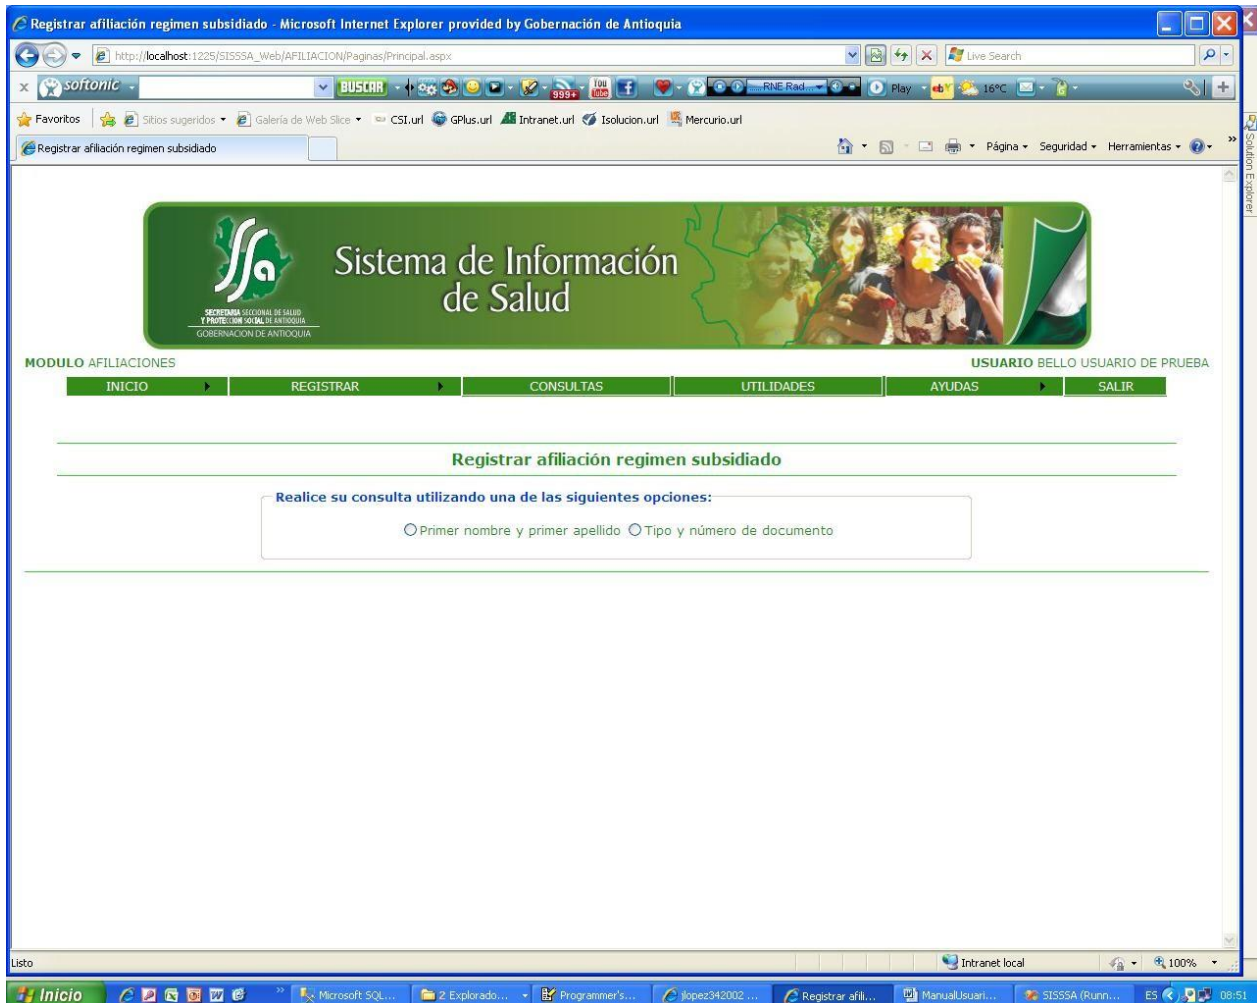 Registrar afiliación regimen subsidiado - Microsoft Internet Explorer provided by Gobernación de Antioquia
http://localhost:1225/SISSSA_Web/AFILIACION/Paginas/Principal.aspx
Live Search
softonic
BUSCAR
999+
You Tube
RNE Rad...
Play
16°C
Favoritos
Sitios sugeridos
Galería de Web Slice
CSI.url
GPlus.url
Intranet.url
Isolucion.url
Mercurio.url
Registrar afiliación regimen subsidiado
Página
Seguridad
Herramientas
Solution Explorer
SSSa
SECRETARIA SECCIONAL DE SALUD
Y PROTECCION SOCIAL DE ANTIOQUIA
GOBERNACION DE ANTIOQUIA
Sistema de Información
de Salud
MODULO AFILIACIONES
USUARIO BELLO USUARIO DE PRUEBA
INICIO REGISTRAR CONSULTAS UTILIDADES AYUDAS SALIR
Registrar afiliación regimen subsidiado
Realice su consulta utilizando una de las siguientes opciones:
Primer nombre y primer apellido Tipo y número de documento
Listo
Intranet local
100%
Inicio
Microsoft SQL...
2 Explorado...
Programmer's...
jlopez342002 ...
Registrar afili...
ManualUsuari...
SISSSA (Runn...
ES
08:51